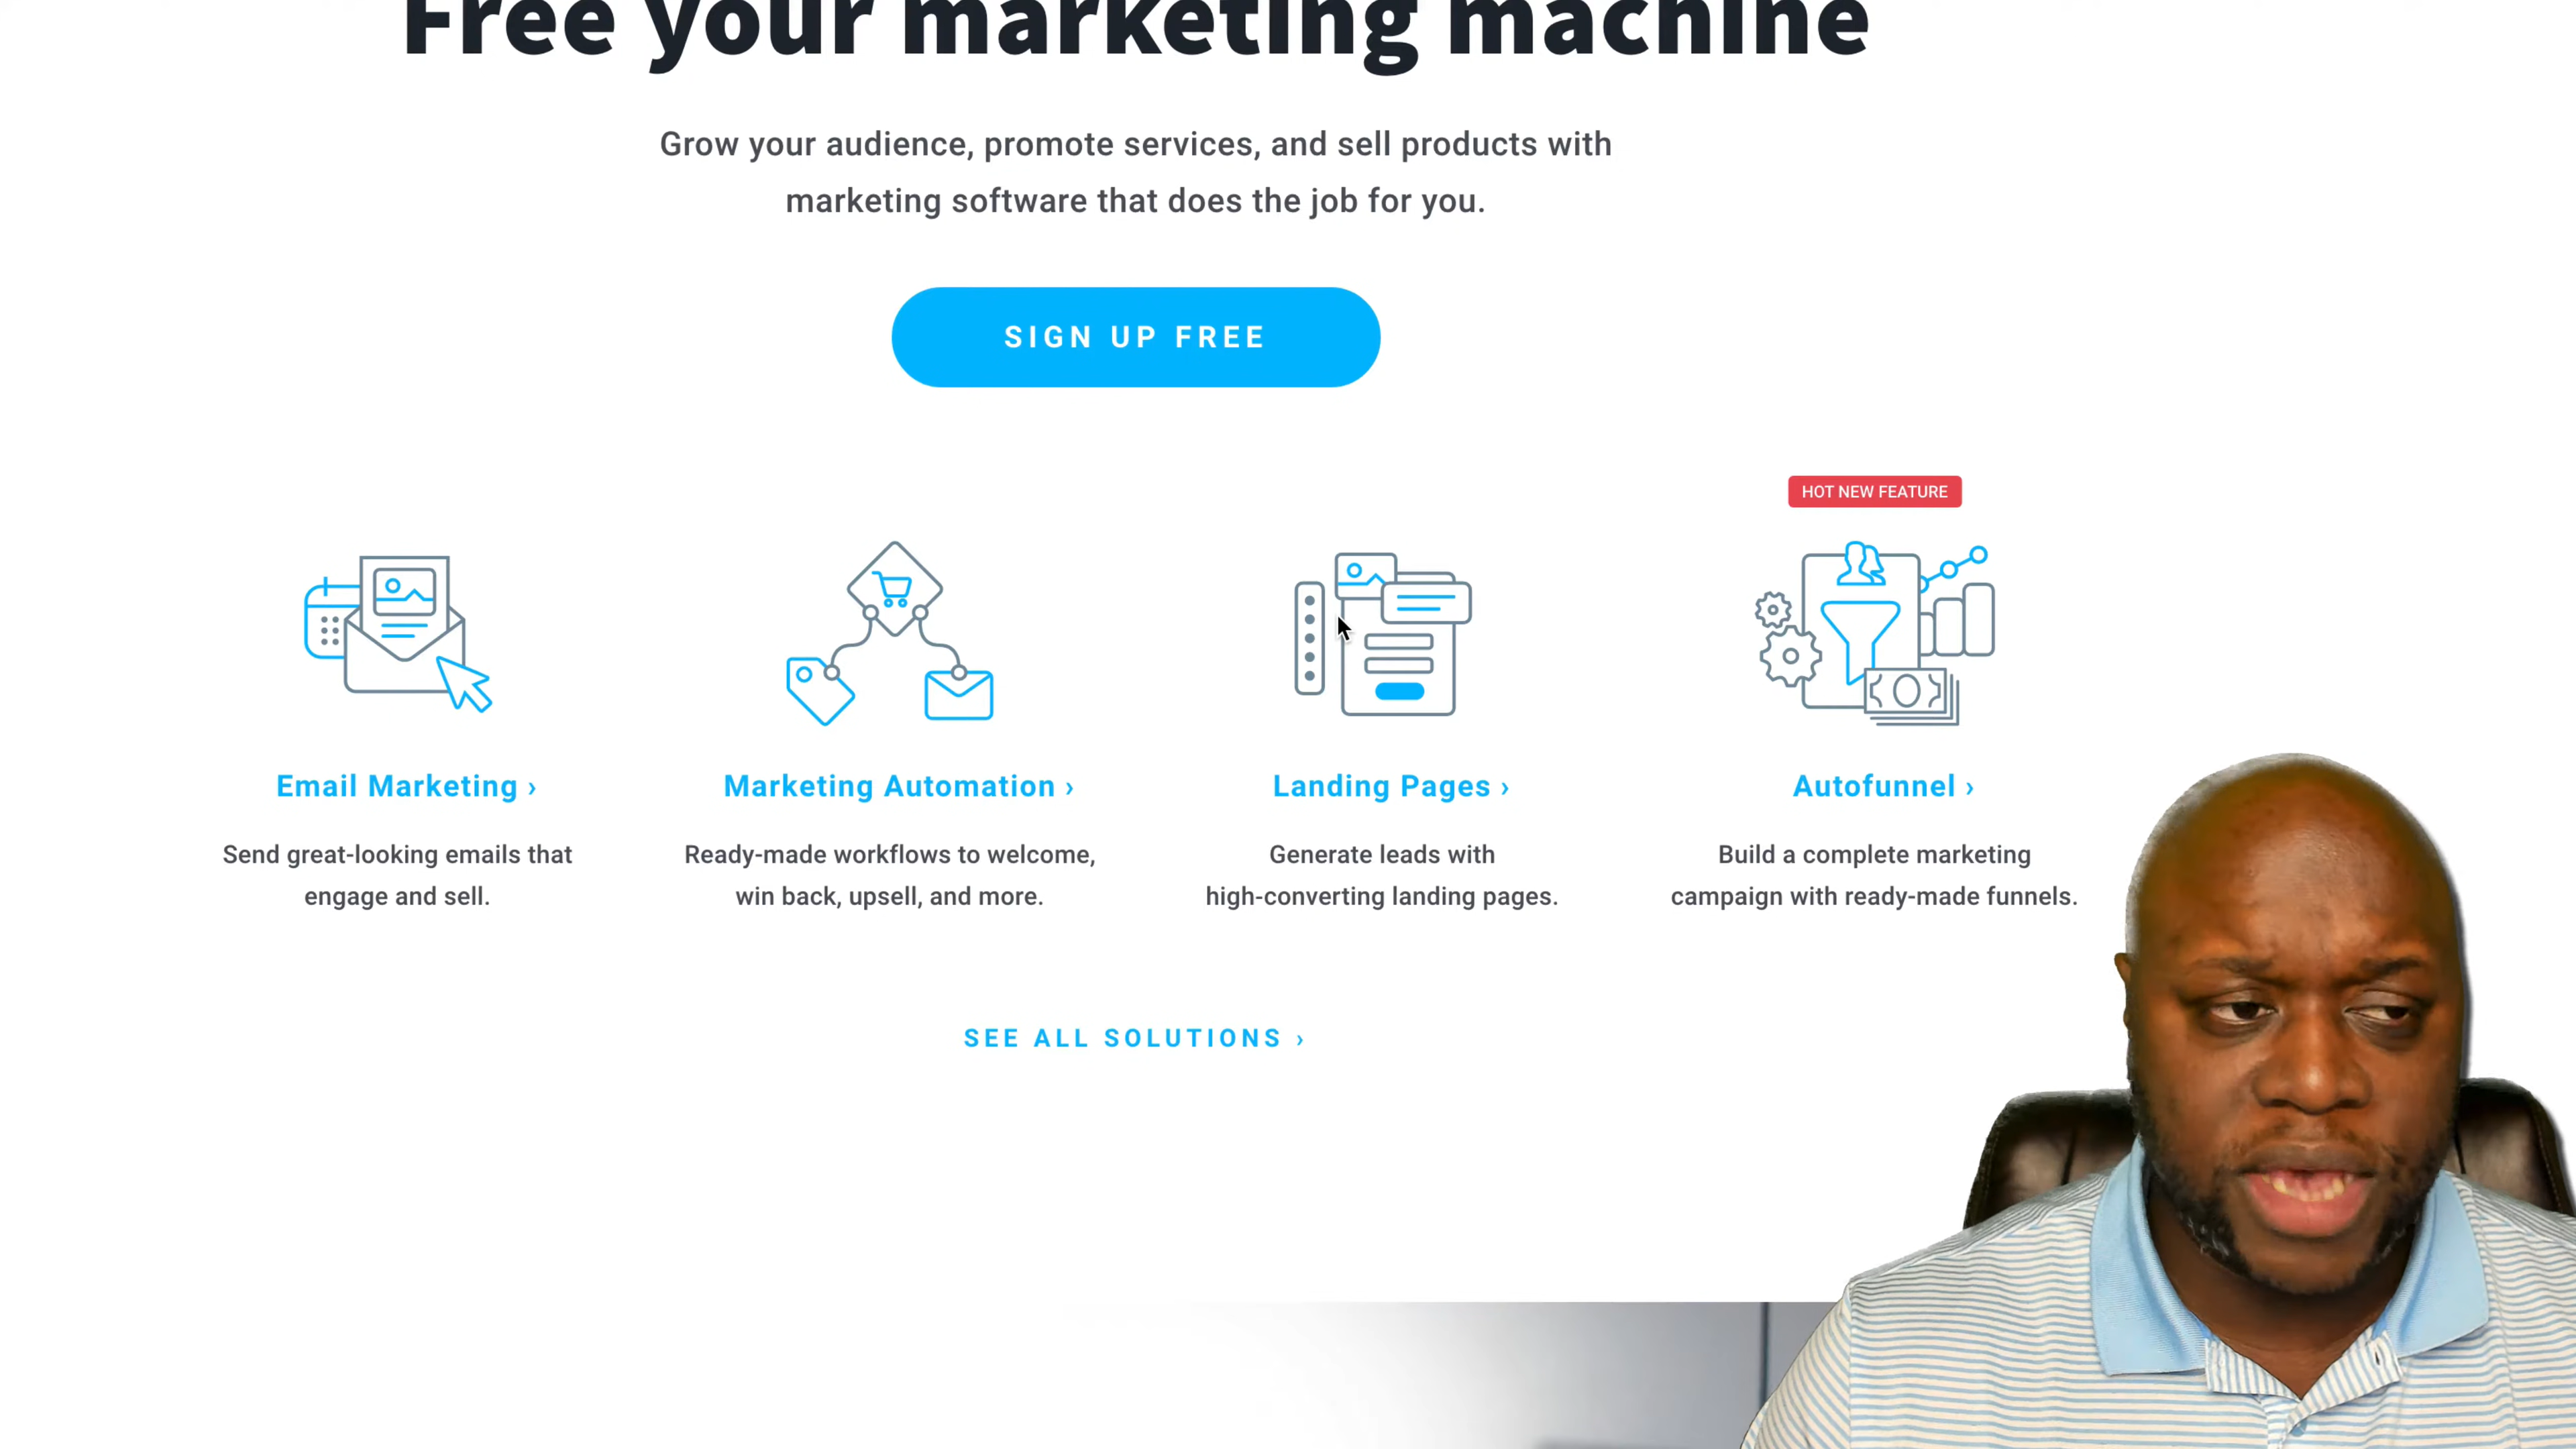 Free your marketing machine
Grow your audience, promote services, and sell products with
marketing software that does the job for you.
SIGN UP FREE
HOT NEW FEATURE
Email Marketing ›
Send great-looking emails that
engage and sell.
Marketing Automation ›
Ready-made workflows to welcome,
win back, upsell, and more.
Landing Pages ›
Generate leads with
high-converting landing pages.
Autofunnel ›
Build a complete marketing
campaign with ready-made funnels.
SEE ALL SOLUTIONS ›